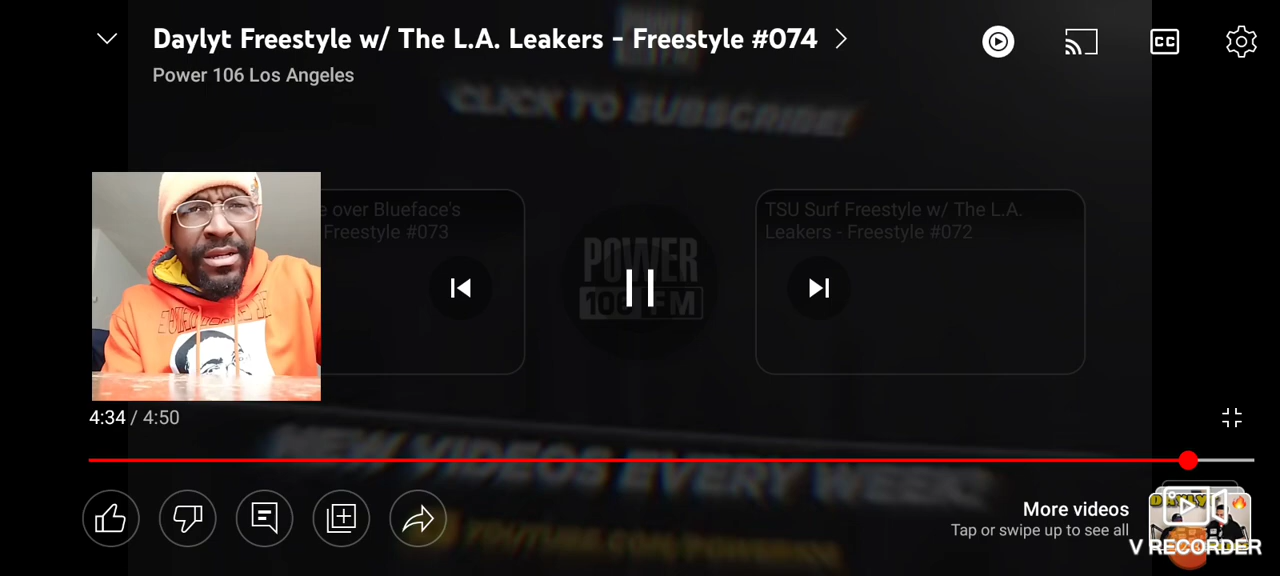 Daylyt Freestyle w/ The L.A. Leakers - Freestyle #074
Power 106 Los Angeles
CC
CLICK TO SUBSCRIBE!
e over Blueface's
Freestyle #073
TSU Surf Freestyle w/ The L.A.
Leakers - Freestyle #072
POWER
106 FM
4:34 / 4:50
NEW VIDEOS EVERY WEEK!
More videos
Tap or swipe up to see all
DAYLYT
V RECORDER